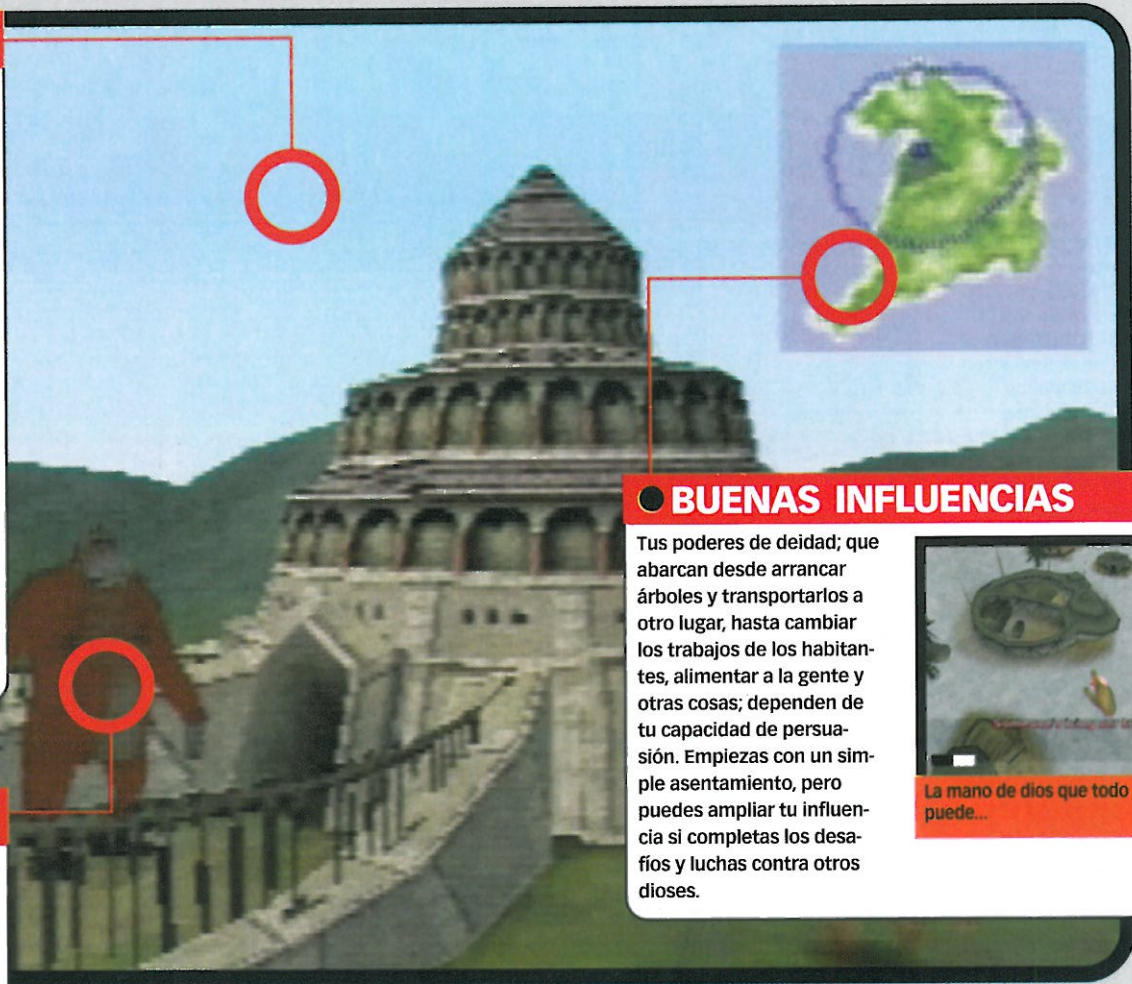 BUENAS INFLUENCIAS
Tus poderes de deidad; que
abarcan desde arrancar
árboles y transportarlos a
otro lugar, hasta cambiar
los trabajos de los habitan-
tes, alimentar a la gente y
otras cosas; dependen de
tu capacidad de persua-
sión. Empiezas con un sim-
ple asentamiento, pero
puedes ampliar tu influen-
cia si completas los desa-
fíos y luchas contra otros
dioses.
La mano de dios que todo
puede...